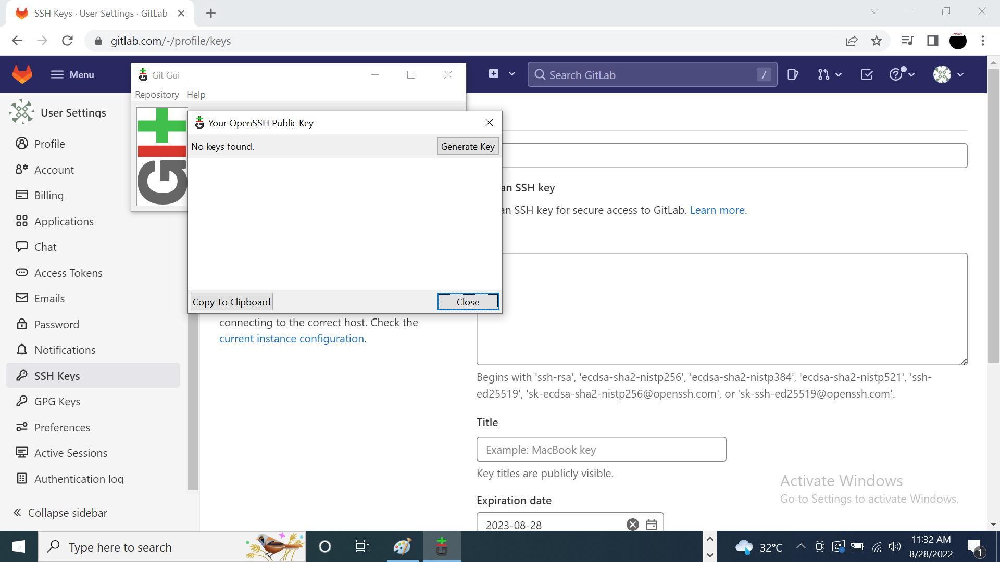 SSH Keys · User Settings · GitLab
gitlab.com/-/profile/keys
Menu
Search GitLab
/
Git Gui
Repository Help
Git
Your OpenSSH Public Key
No keys found.
Generate Key
Copy To Clipboard
Close
User Settings
Profile
Account
Billing
Applications
Chat
Access Tokens
Emails
Password
Notifications
SSH Keys
GPG Keys
Preferences
Active Sessions
Authentication log
Collapse sidebar
connecting to the correct host. Check the
current instance configuration.
an SSH key
an SSH key for secure access to GitLab. Learn more.
Begins with 'ssh-rsa', 'ecdsa-sha2-nistp256', 'ecdsa-sha2-nistp384', 'ecdsa-sha2-nistp521', 'ssh-
ed25519', 'sk-ecdsa-sha2-nistp256@openssh.com', or 'sk-ssh-ed25519@openssh.com'.
Title
Example: MacBook key
Key titles are publicly visible.
Expiration date
2023-08-28
Activate Windows
Go to Settings to activate Windows.
Type here to search
32°C
11:32 AM
8/28/2022
1